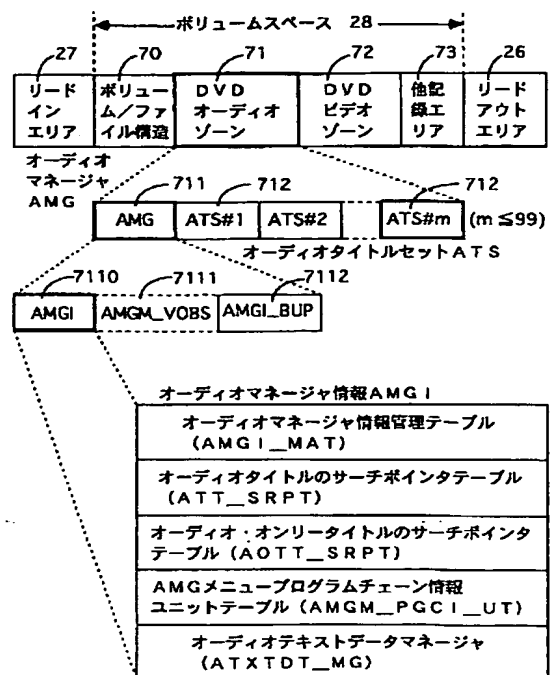 ボリュームスペース 28
27
70
71
72
73
26
リード
イン
エリア
ボリュー
ム/ファ
イル構造
DVD
オーディオ
ゾーン
DVD
ビデオ
ゾーン
他記
録エ
リア
リード
アウト
エリア
オーディオ
マネージャ
AMG
711
712
712
AMG
ATS#1
ATS#2
ATS#m
(m≦99)
オーディオタイトルセットATS
7110
7111
7112
AMGI
AMGM_VOBS
AMGI_BUP
オーディオマネージャ情報AMGI
オーディオマネージャ情報管理テーブル
(AMGI__MAT)
オーディオタイトルのサーチポインタテーブル
(ATT__SRPT)
オーディオ・オンリータイトルのサーチポインタ
テーブル(AOTT__SRPT)
AMGメニュープログラムチェーン情報
ユニットテーブル(AMGM__PGCI__UT)
オーディオテキストデータマネージャ
(ATXTDT__MG)